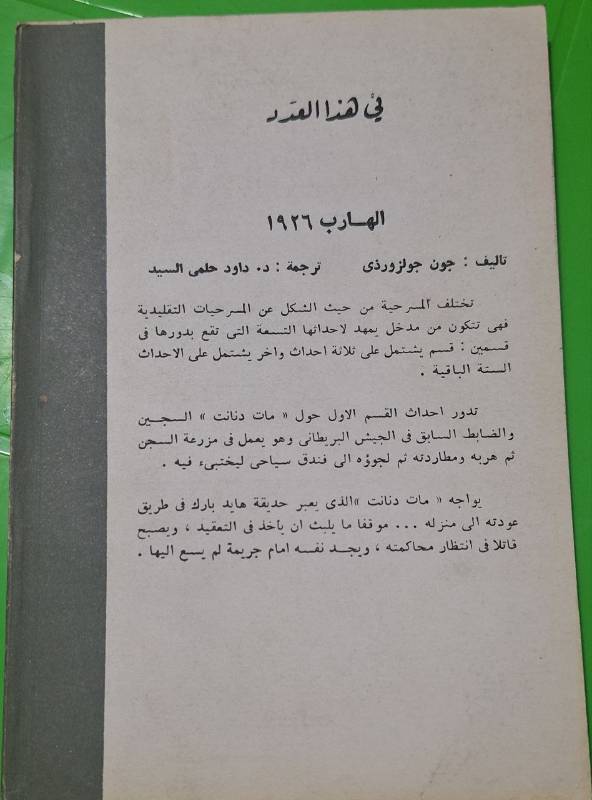 في هذا العدد
الهارب ١٩٢٦
تاليف : جون جولزورذى ترجمة : د. داود حلمى السيد
تختلف المسرحية من حيث الشكل عن المسرحيات التقليدية
فهى تتكون من مدخل يمهد لاحداثها التسعة التى تقع بدورها فى
قسمين : قسم يشتمل على ثلاثة احداث واخر يشتمل على الاحداث
الستة الباقية .
تدور احداث القسم الاول حول « مات دنانت » السجين
والضابط السابق فى الجيش البريطانى وهو يعمل فى مزرعة السجن
ثم هربه ومطاردته ثم لجوؤه الى فندق سياحى ليختبىء فيه .
يواجه « مات دنانت »الذى يعبر حديقة هايد بارك فى طريق
عودته الى منزله ... موقفا ما يلبث ان ياخذ فى التعقيد ، ويصبح
قاتلا فى انتظار محاكمته ، ويجد نفسه امام جريمة لم يسع اليها .